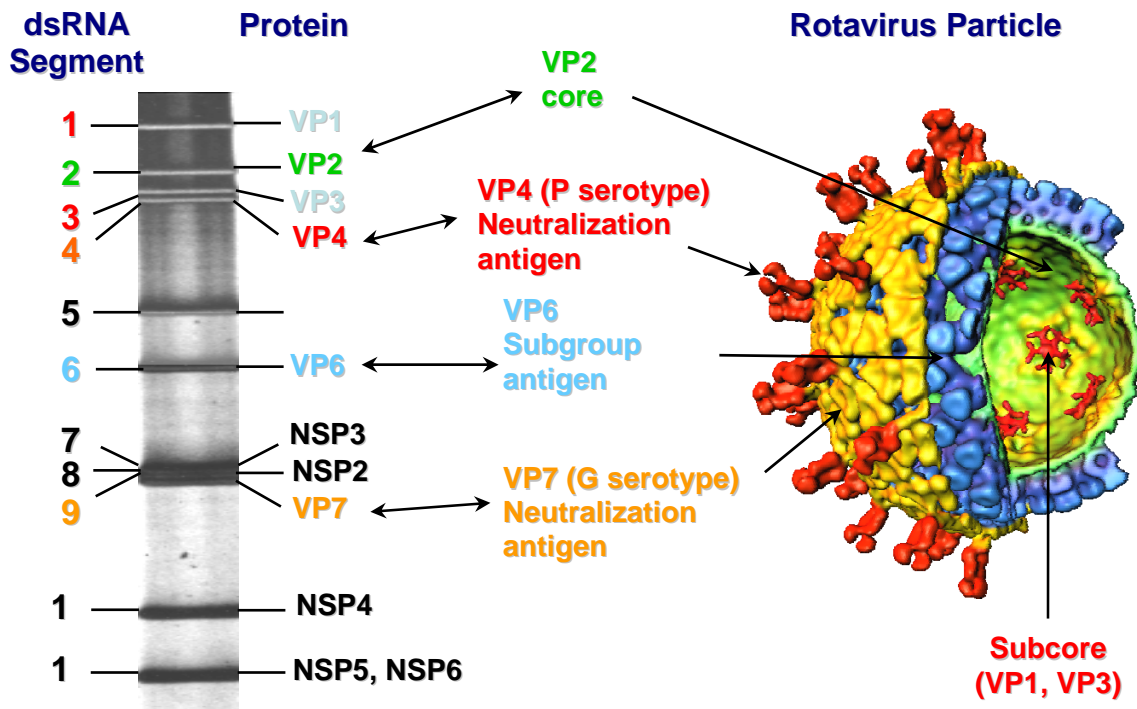 dsRNA
Segment
Protein
Rotavirus Particle
1
2
3
4
5
6
7
8
9
1
1
VP1
VP2
VP3
VP4
VP6
NSP3
NSP2
VP7
NSP4
NSP5, NSP6
VP2
core
VP4 (P serotype)
Neutralization
antigen
VP6
Subgroup
antigen
VP7 (G serotype)
Neutralization
antigen
Subcore
(VP1, VP3)